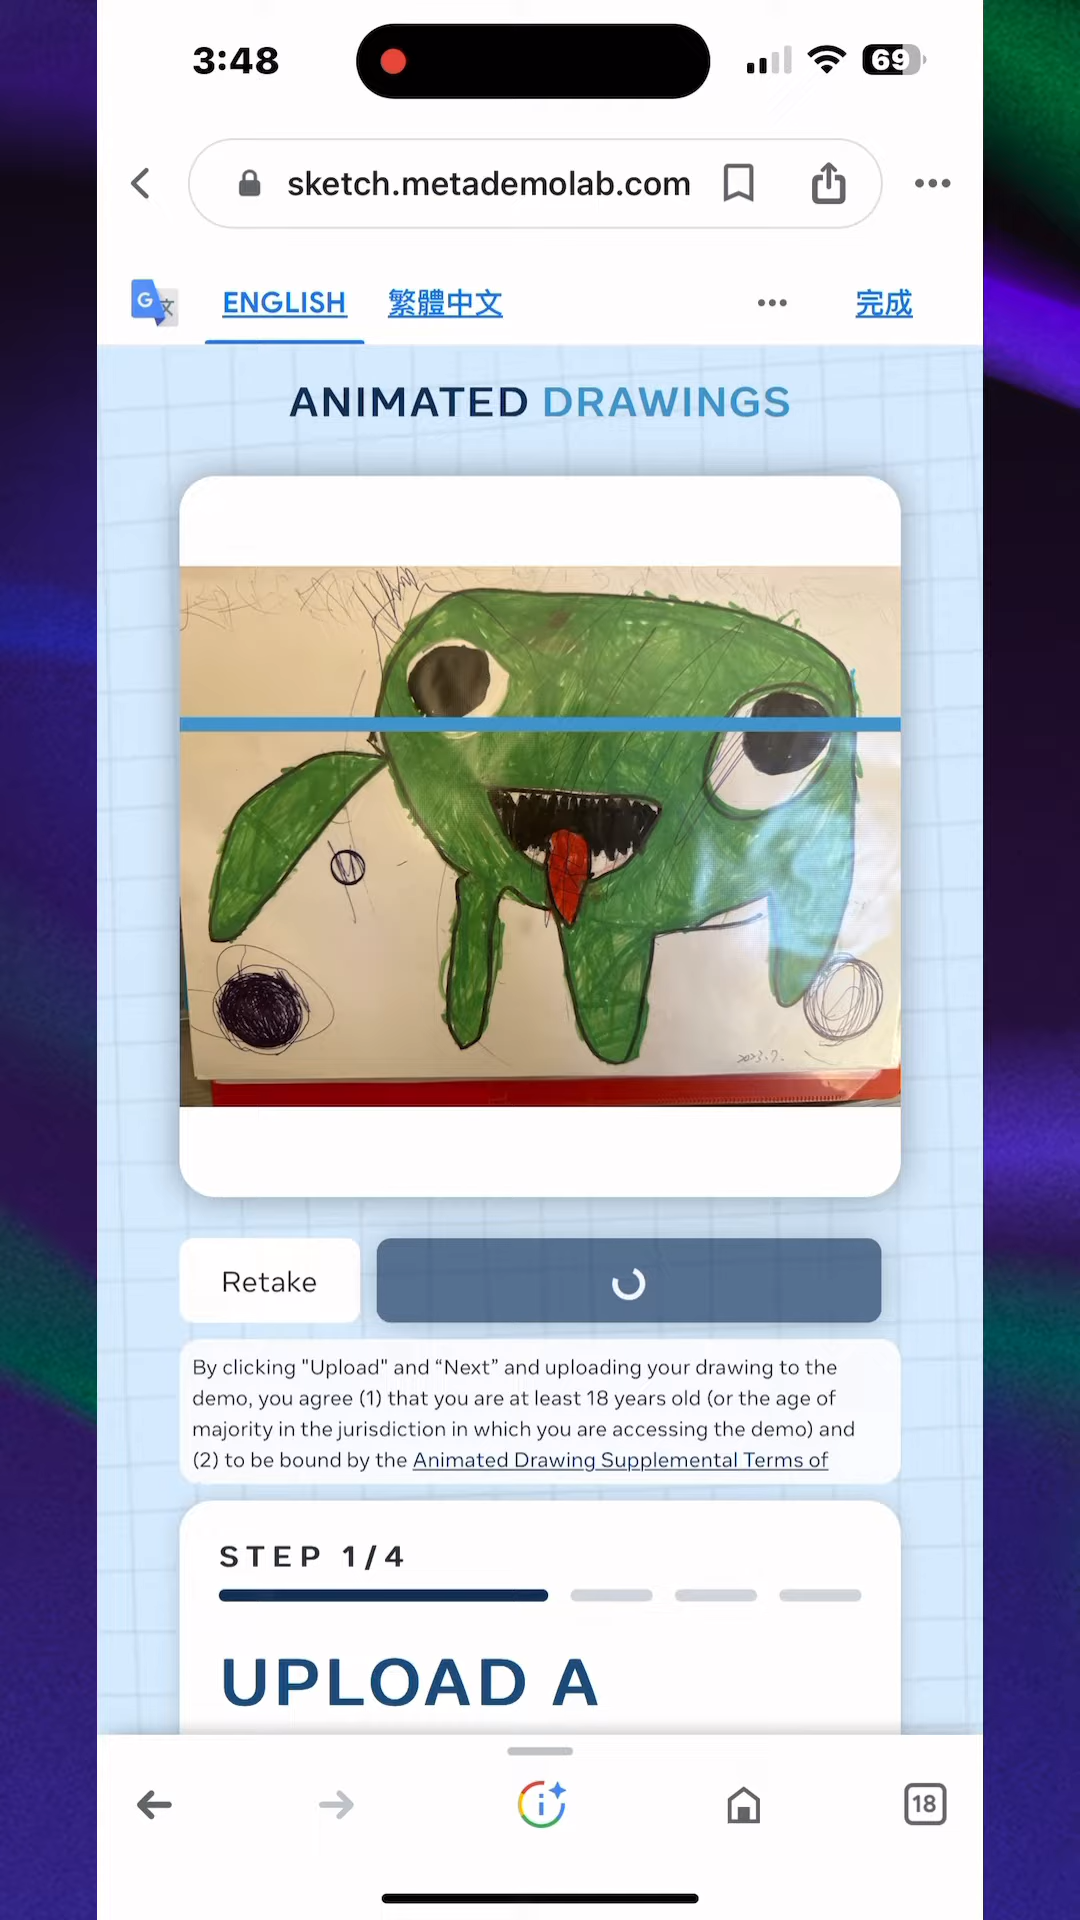 3:48
69
sketch.metademolab.com
ENGLISH
繁體中文
完成
ANIMATED DRAWINGS
2023.7.
Retake
By clicking "Upload" and “Next” and uploading your drawing to the
demo, you agree (1) that you are at least 18 years old (or the age of
majority in the jurisdiction in which you are accessing the demo) and
(2) to be bound by the Animated Drawing Supplemental Terms of
STEP 1/4
UPLOAD A
18